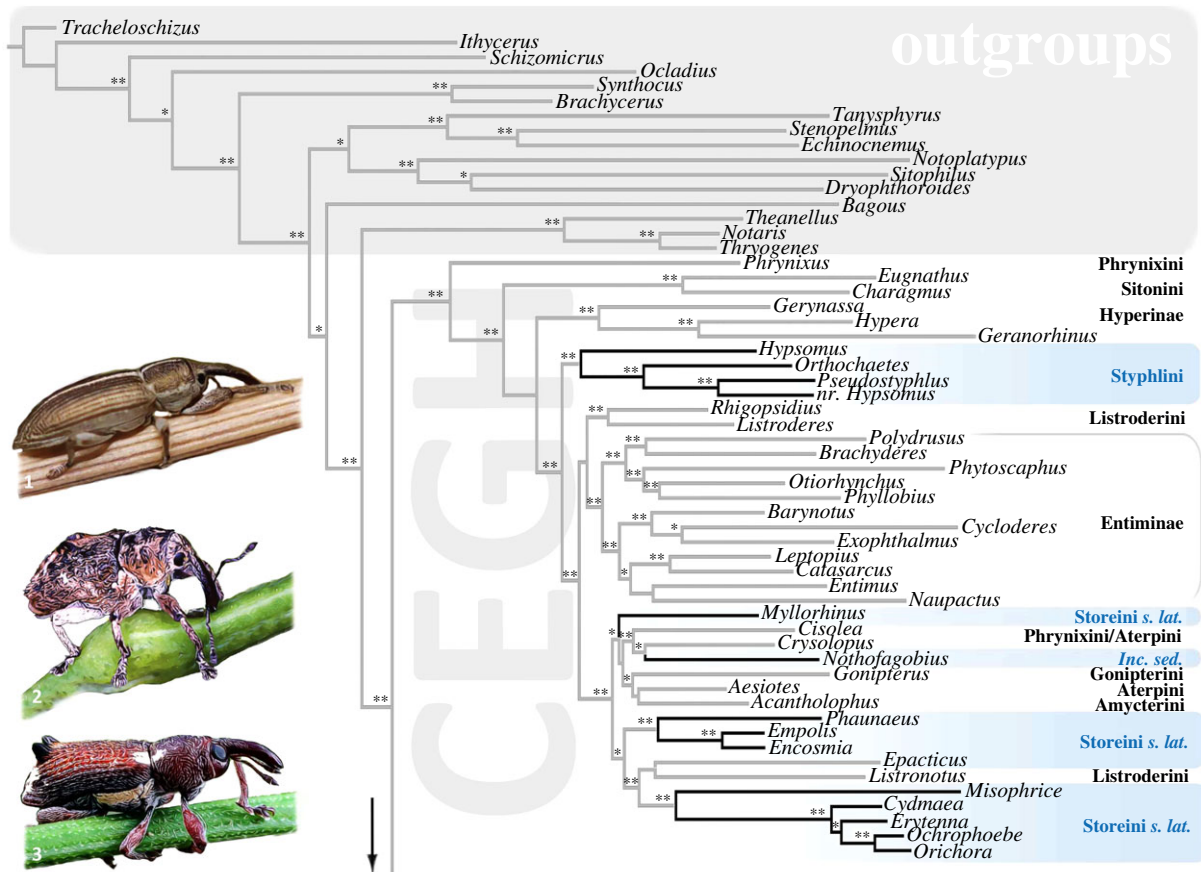 outgroups
Tracheloschizus
Ithycerus
Schizomicrus
Ocladius
** Synthocus
* ** Brachycerus
Tanysphyrus
** Stenopelmus
* ** Echinocnemus
** Notoplatypus
** * Sitophilus
Dryophthoroides
Bagous
** Theanellus
** ** Notaris
Thryogenes
CEGH
** Phrynixus Phrynixini
** Eugnathus
** Charagmus Sitonini
** Gerynassa
** Hypera Hyperinae
* Geranorhinus
** Hypsomus
** Orthochaetes
** Pseudostyphlus Styphlini
nr. Hypsomus
** Rhigopsidius
Listroderes Listroderini
** Polydrusus
** Brachyderes
** ** Phytoscaphus
** ** Otiorhynchus
** Phyllobius
** Barynotus
* Cycloderes Entiminae
** Exophthalmus
** Leptopius
** * Catasarcus
Entimus
Naupactus
Myllorhinus Storeini s. lat.
* ** Cisolea
* Crysolopus Phrynixini/Aterpini
Nothofagobius Inc. sed.
* Gonipterus Gonipterini
** Aesiotes Aterpini
Acantholophus Amycterini
** Phaunaeus
** Empolis
* Encosmia Storeini s. lat.
Epacticus
** Listronotus Listroderini
** Misophrice
** Cydmaea
* Erytenna Storeini s. lat.
** Ochrophoebe
Orichora
1
2
3